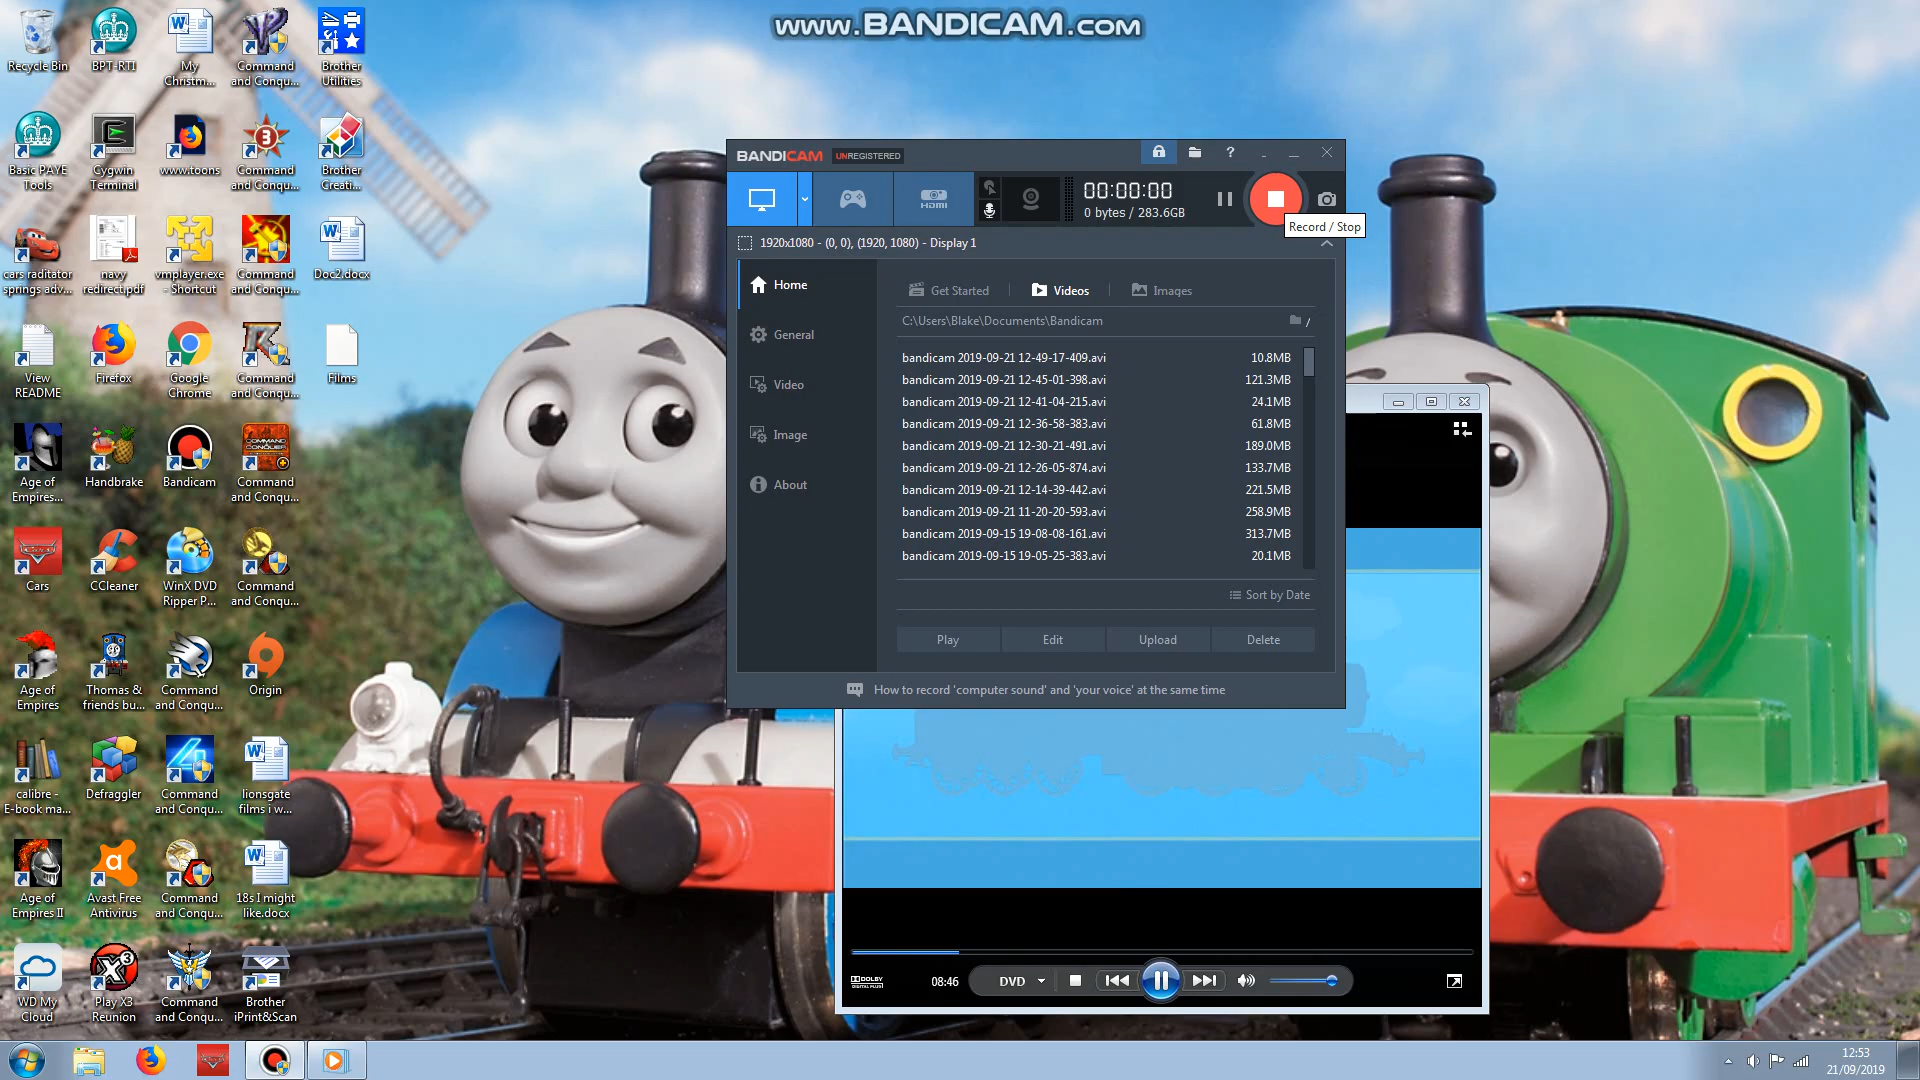 www.BANDICAM.com
Recycle Bin
BPT-RTI
My
Christm...
Command
and Conqu...
Brother
Utilities
Basic PAYE
Tools
Cygwin
Terminal
www.toons
Command
and Conqu...
Brother
Creati...
cars raditator
springs adv...
navy
redirect.pdf
vmplayer.exe
- Shortcut
Command
and Conqu...
Doc2.docx
View
README
Firefox
Google
Chrome
Command
and Conqu...
Films
Age of
Empires...
Handbrake
Bandicam
Command
and Conqu...
Cars
CCleaner
WinX DVD
Ripper P...
Command
and Conqu...
Age of
Empires
Thomas &
friends bu...
Command
and Conqu...
Origin
calibre -
E-book ma...
Defraggler
Command
and Conqu...
lionsgate
films i w...
Age of
Empires II
Avast Free
Antivirus
Command
and Conqu...
18s I might
like.docx
WD My
Cloud
Play X3
Reunion
Command
and Conqu...
Brother
iPrint&Scan
BANDICAM UNREGISTERED
HDMI
00:00:00
0 bytes / 283.6GB
Record / Stop
1920x1080 - (0, 0), (1920, 1080) - Display 1
Home
General
Video
Image
About
Get Started
Videos
Images
C:\Users\Blake\Documents\Bandicam
bandicam 2019-09-21 12-49-17-409.avi 10.8MB
bandicam 2019-09-21 12-45-01-398.avi 121.3MB
bandicam 2019-09-21 12-41-04-215.avi 24.1MB
bandicam 2019-09-21 12-36-58-383.avi 61.8MB
bandicam 2019-09-21 12-30-21-491.avi 189.0MB
bandicam 2019-09-21 12-26-05-874.avi 133.7MB
bandicam 2019-09-21 12-14-39-442.avi 221.5MB
bandicam 2019-09-21 11-20-20-593.avi 258.9MB
bandicam 2019-09-15 19-08-08-161.avi 313.7MB
bandicam 2019-09-15 19-05-25-383.avi 20.1MB
Sort by Date
Play
Edit
Upload
Delete
How to record 'computer sound' and 'your voice' at the same time
DOLBY
DIGITAL PLUS
08:46
DVD
12:53
21/09/2019